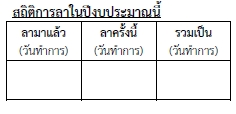 สถิติการลาในปีงบประมาณนี้
ลามาแล้ว ลาครั้งนี้ รวมเป็น
(วันทำการ) (วันทำการ) (วันทำการ)